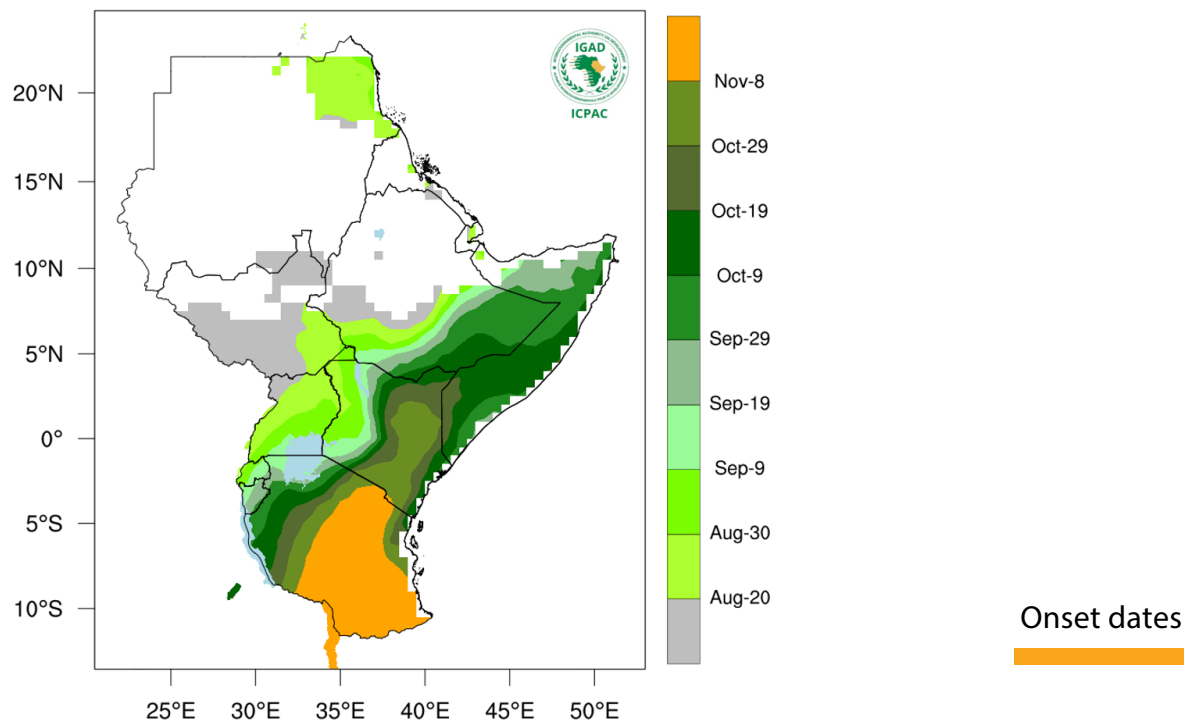 IGAD
ICPAC
20°N
15°N
10°N
5°N
0°
5°S
10°S
25°E 30°E 35°E 40°E 45°E 50°E
Nov-8
Oct-29
Oct-19
Oct-9
Sep-29
Sep-19
Sep-9
Aug-30
Aug-20
Onset dates